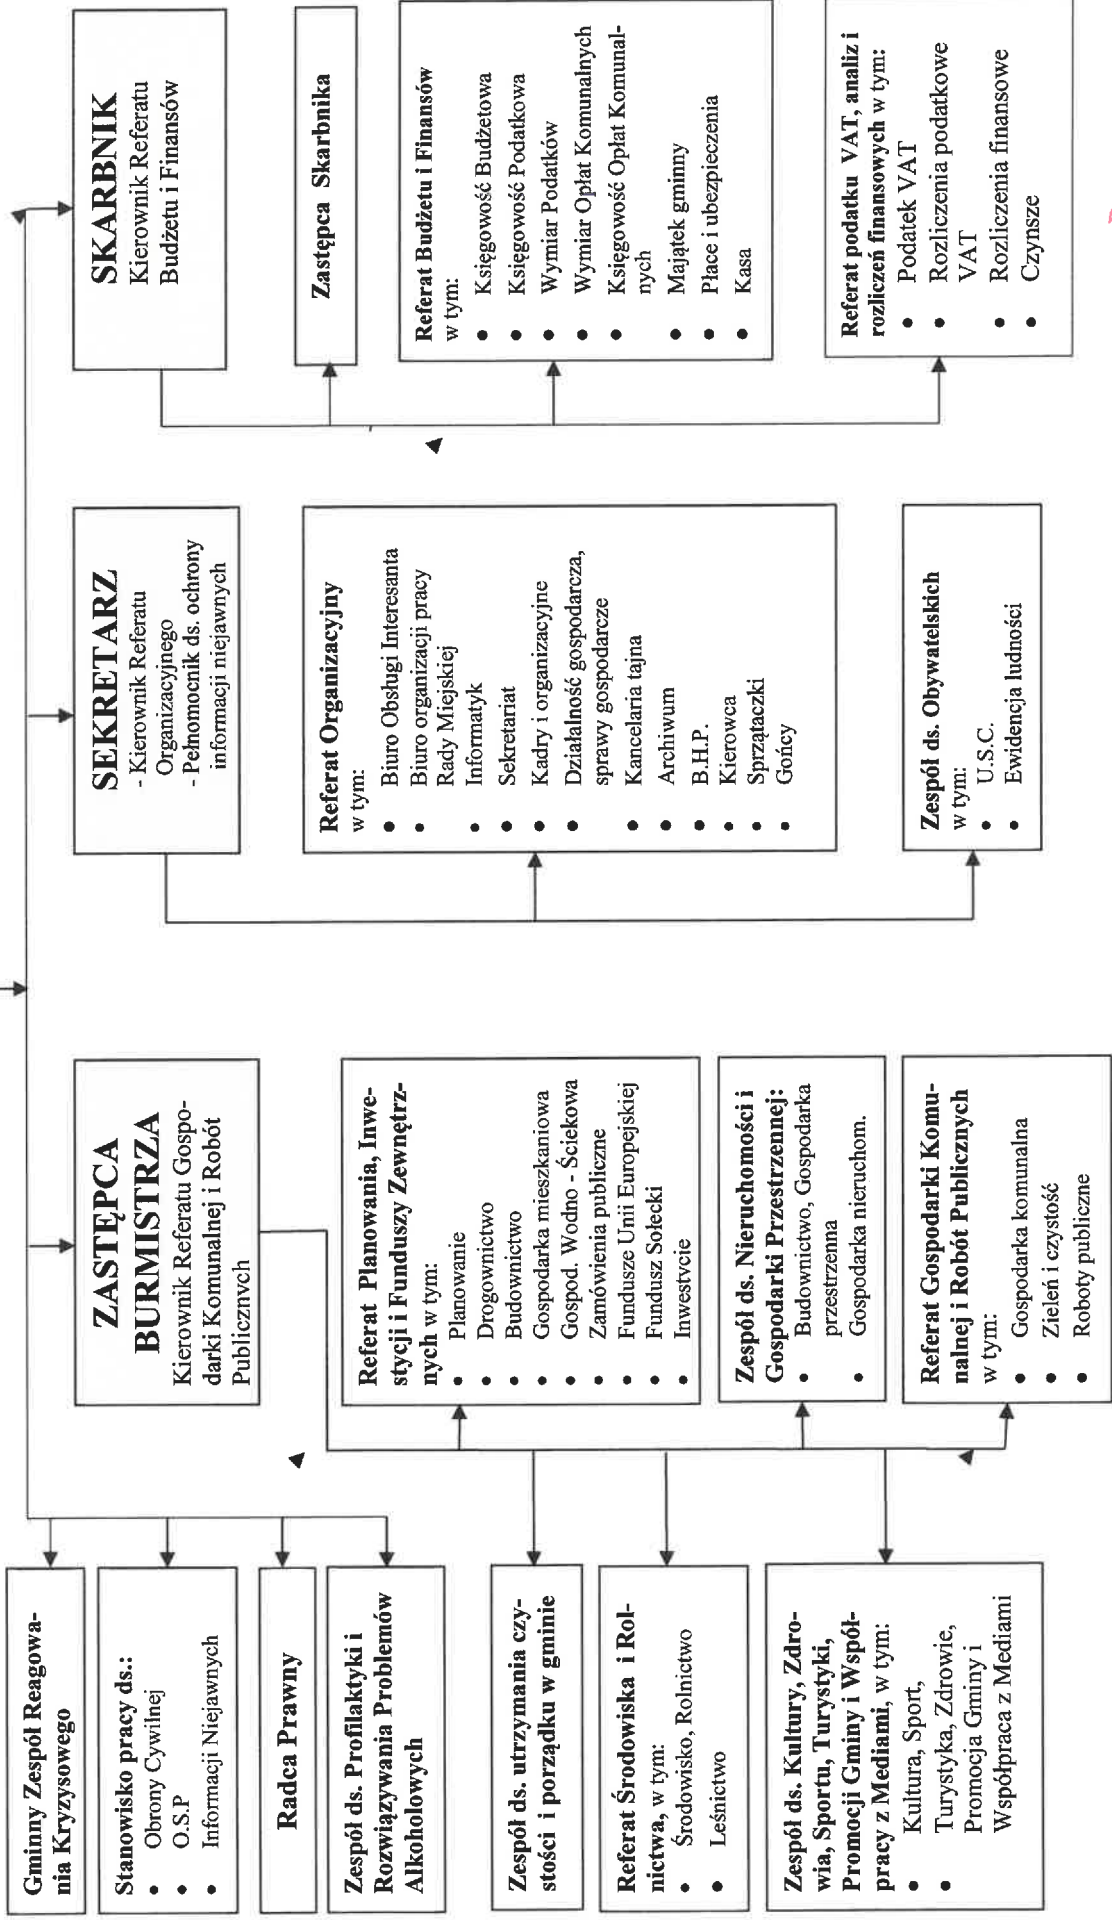 Gminny Zespół Reagowa-
nia Kryzysowego
Stanowisko pracy ds.:
• Obrony Cywilnej
• O.S.P
• Informacji Niejawnych
Radca Prawny
Zespół ds. Profilaktyki i
Rozwiązywania Problemów
Alkoholowych
Zespół ds. utrzymania czy-
stości i porządku w gminie
Referat Środowiska i Rol-
nictwa, w tym:
• Środowisko, Rolnictwo
• Leśnictwo
Zespół ds. Kultury, Zdro-
wia, Sportu, Turystyki,
Promocji Gminy i Współ-
pracy z Mediami, w tym:
• Kultura, Sport,
• Turystyka, Zdrowie,
Promocja Gminy i
Współpraca z Mediami
ZASTĘPCA
BURMISTRZA
Kierownik Referatu Gospo-
darki Komunalnej i Robót
Publicznych
Referat Planowania, Inwe-
stycji i Funduszy Zewnętrz-
nych w tym:
• Planowanie
• Drogownictwo
• Budownictwo
• Gospodarka mieszkaniowa
• Gospod. Wodno - Ściekowa
• Zamówienia publiczne
• Fundusze Unii Europejskiej
• Fundusz Sołecki
• Inwestycje
Zespół ds. Nieruchomości i
Gospodarki Przestrzennej:
• Budownictwo, Gospodarka
przestrzenna
• Gospodarka nieruchom.
Referat Gospodarki Komu-
nalnej i Robót Publicznych
w tym:
• Gospodarka komunalna
• Zieleń i czystość
• Roboty publiczne
SEKRETARZ
- Kierownik Referatu
Organizacyjnego
- Pełnomocnik ds. ochrony
informacji niejawnych
Referat Organizacyjny
w tym:
• Biuro Obsługi Interesanta
• Biuro organizacji pracy
Rady Miejskiej
• Informatyk
• Sekretariat
• Kadry i organizacyjne
• Działalność gospodarcza,
sprawy gospodarcze
• Kancelaria tajna
• Archiwum
• B.H.P.
• Kierowca
• Sprzątaczki
• Gońcy
Zespół ds. Obywatelskich
w tym:
• U.S.C.
• Ewidencja ludności
SKARBNIK
Kierownik Referatu
Budżetu i Finansów
Zastępca Skarbnika
Referat Budżetu i Finansów
w tym:
• Księgowość Budżetowa
• Księgowość Podatkowa
• Wymiar Podatków
• Wymiar Opłat Komunalnych
• Księgowość Opłat Komunal-
nych
• Majątek gminny
• Płace i ubezpieczenia
• Kasa
Referat podatku VAT, analiz i
rozliczeń finansowych w tym:
• Podatek VAT
• Rozliczenia podatkowe
VAT
• Rozliczenia finansowe
• Czynsze